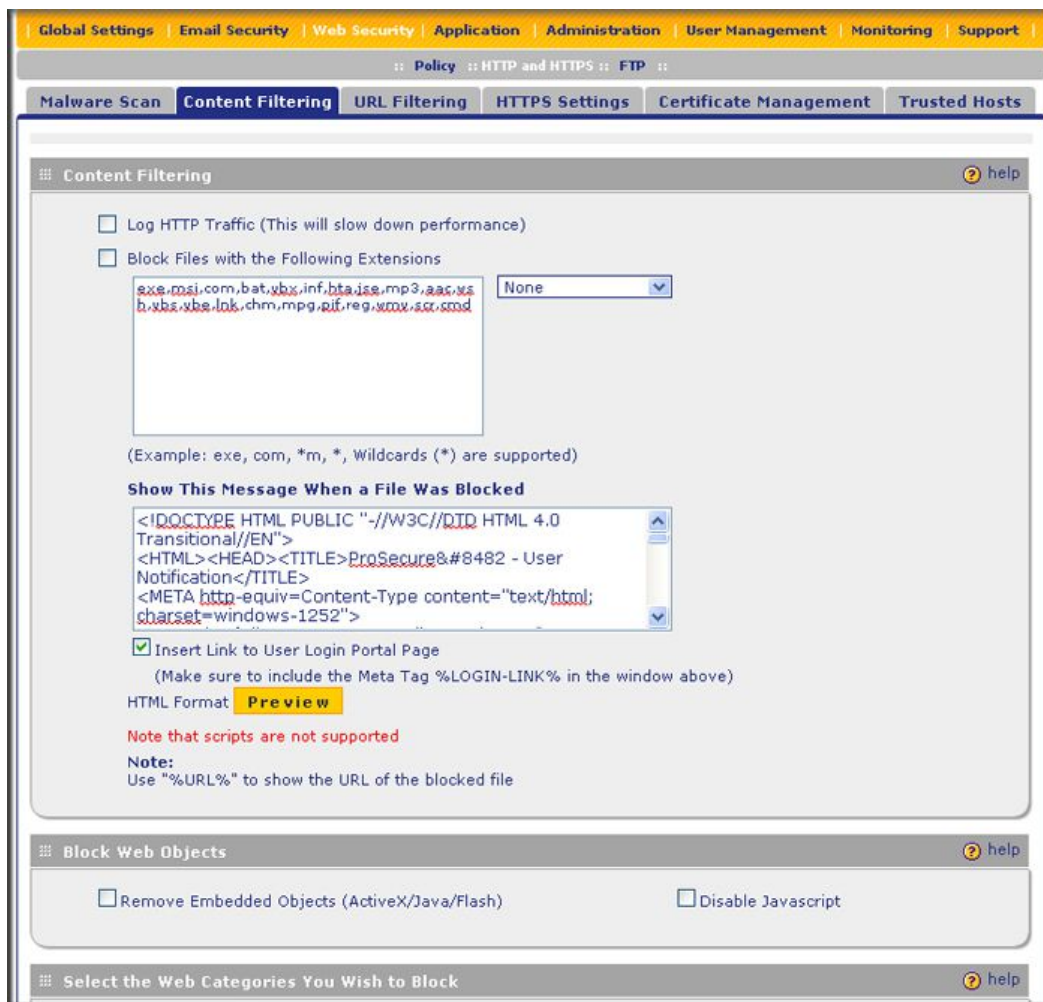 Global Settings | Email Security | Web Security | Application | Administration | User Management | Monitoring | Support
:: Policy :: HTTP and HTTPS :: FTP ::
Malware Scan Content Filtering URL Filtering HTTPS Settings Certificate Management Trusted Hosts
Content Filtering help
Log HTTP Traffic (This will slow down performance)
Block Files with the Following Extensions
exe,msi,com,bat,vbx,inf,hta,jse,mp3,aac,vs None
h,vbs,vbe,lnk,chm,mpg,pif,reg,wmv,scr,cmd
(Example: exe, com, *m, *, Wildcards (*) are supported)
Show This Message When a File Was Blocked
<!DOCTYPE HTML PUBLIC "-//W3C//DTD HTML 4.0
Transitional//EN">
<HTML><HEAD><TITLE>ProSecure&#8482 - User
Notification</TITLE>
<META http-equiv=Content-Type content="text/html;
charset=windows-1252">
Insert Link to User Login Portal Page
(Make sure to include the Meta Tag %LOGIN-LINK% in the window above)
HTML Format Preview
Note that scripts are not supported
Note:
Use "%URL%" to show the URL of the blocked file
Block Web Objects help
Remove Embedded Objects (ActiveX/Java/Flash) Disable Javascript
Select the Web Categories You Wish to Block help